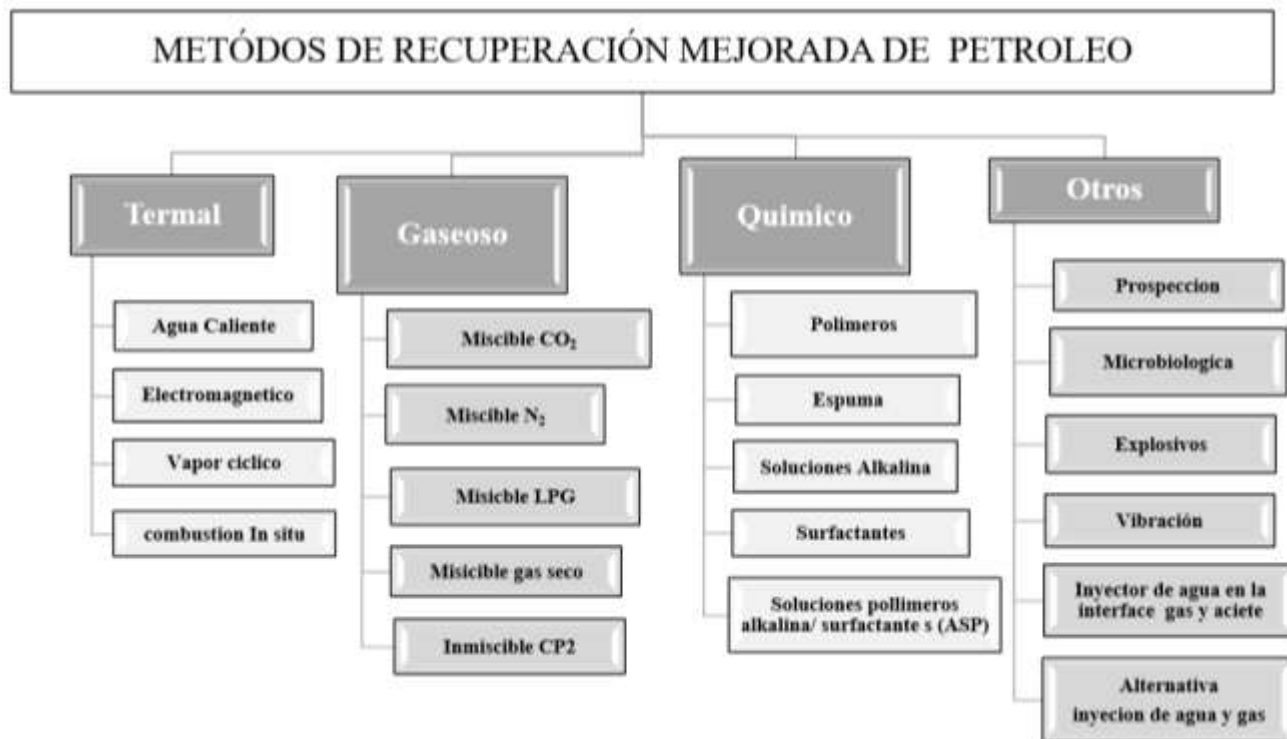 METÓDOS DE RECUPERACIÓN MEJORADA DE PETROLEO
Termal
Agua Caliente
Electromagnetico
Vapor ciclico
combustion In situ
Gaseoso
Miscible CO₂
Miscible N₂
Misicble LPG
Misicible gas seco
Inmiscible CP2
Quimico
Polimeros
Espuma
Soluciones Alkalina
Surfactantes
Soluciones pollimeros
alkalina/ surfactante s (ASP)
Otros
Prospeccion
Microbiologica
Explosivos
Vibración
Inyector de agua en la
interface gas y aciete
Alternativa
inyecion de agua y gas